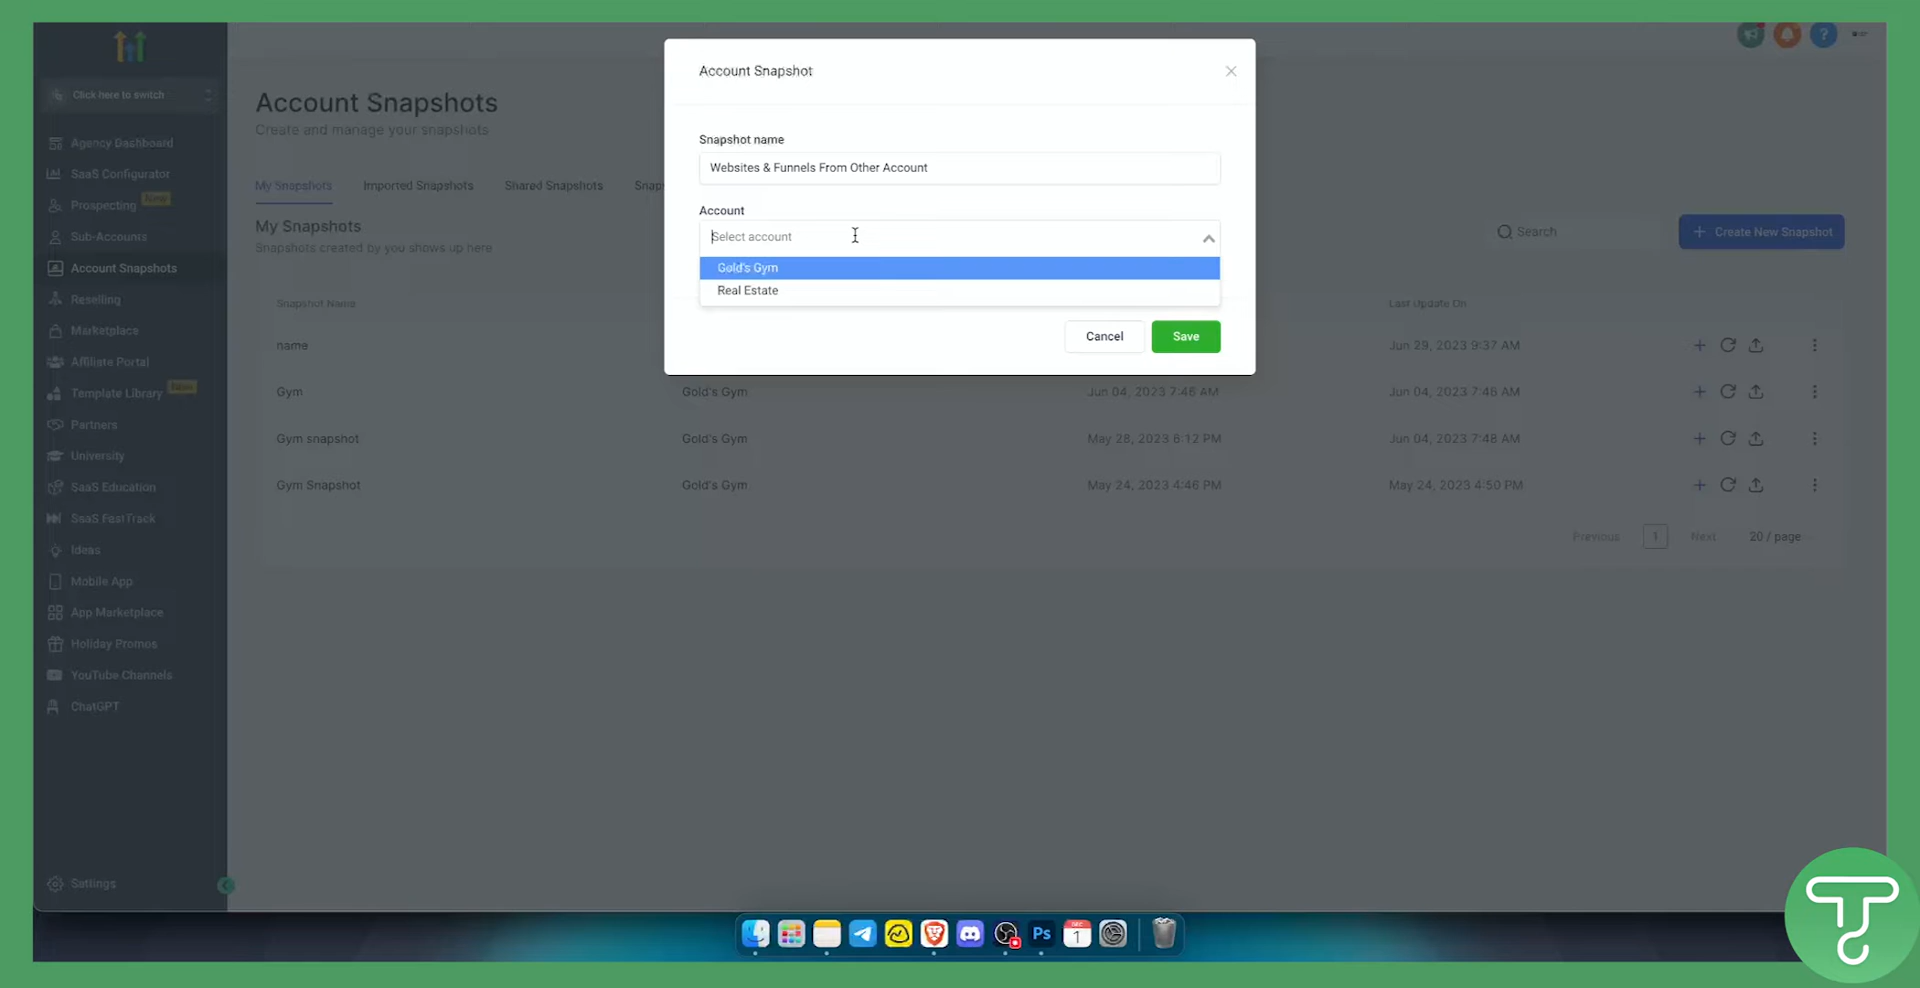 Click here to switch
Agency Dashboard
SaaS Configurator
Prospecting New
Sub-Accounts
Account Snapshots
Reselling
Marketplace
Affiliate Portal
Template Library New
Partners
University
SaaS Education
SaaS FastTrack
Ideas
Mobile App
App Marketplace
Holiday Promos
YouTube Channels
ChatGPT
Settings
Account Snapshots
Create and manage your snapshots
My Snapshots Imported Snapshots Shared Snapshots Snap
My Snapshots
Snapshots created by you shows up here
Search
+ Create New Snapshot
Account Snapshot
Snapshot name
Websites & Funnels From Other Account
Account
Select account
Gold's Gym
Real Estate
Cancel Save
Snapshot Name Last Update On
name Jun 29, 2023 9:37 AM
Gym Gold's Gym Jun 04, 2023 7:46 AM Jun 04, 2023 7:46 AM
Gym snapshot Gold's Gym May 28, 2023 6:12 PM Jun 04, 2023 7:48 AM
Gym Snapshot Gold's Gym May 24, 2023 4:46 PM May 24, 2023 4:50 PM
Previous 1 Next 20 / page
?
Ps
DEC
1